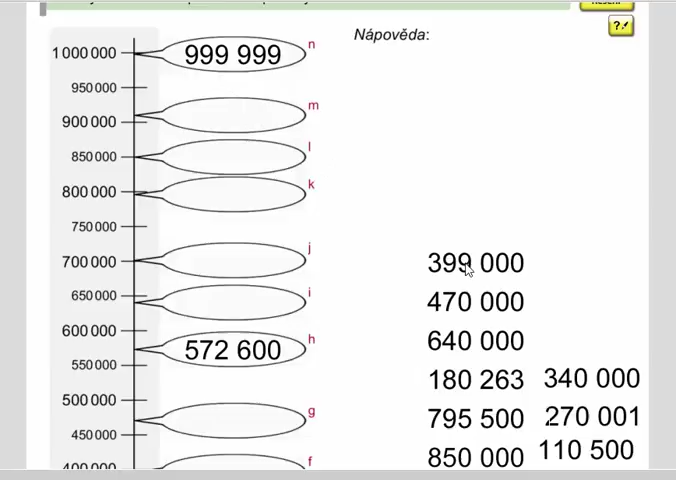 Nápověda:
?✓
1 000 000
999 999
n
950 000
m
900 000
l
850 000
k
800 000
750 000
j
700 000
i
650 000
600 000
h
572 600
550 000
500 000
g
450 000
f
400 000
399 000
470 000
640 000
180 263 340 000
795 500 270 001
850 000 110 500